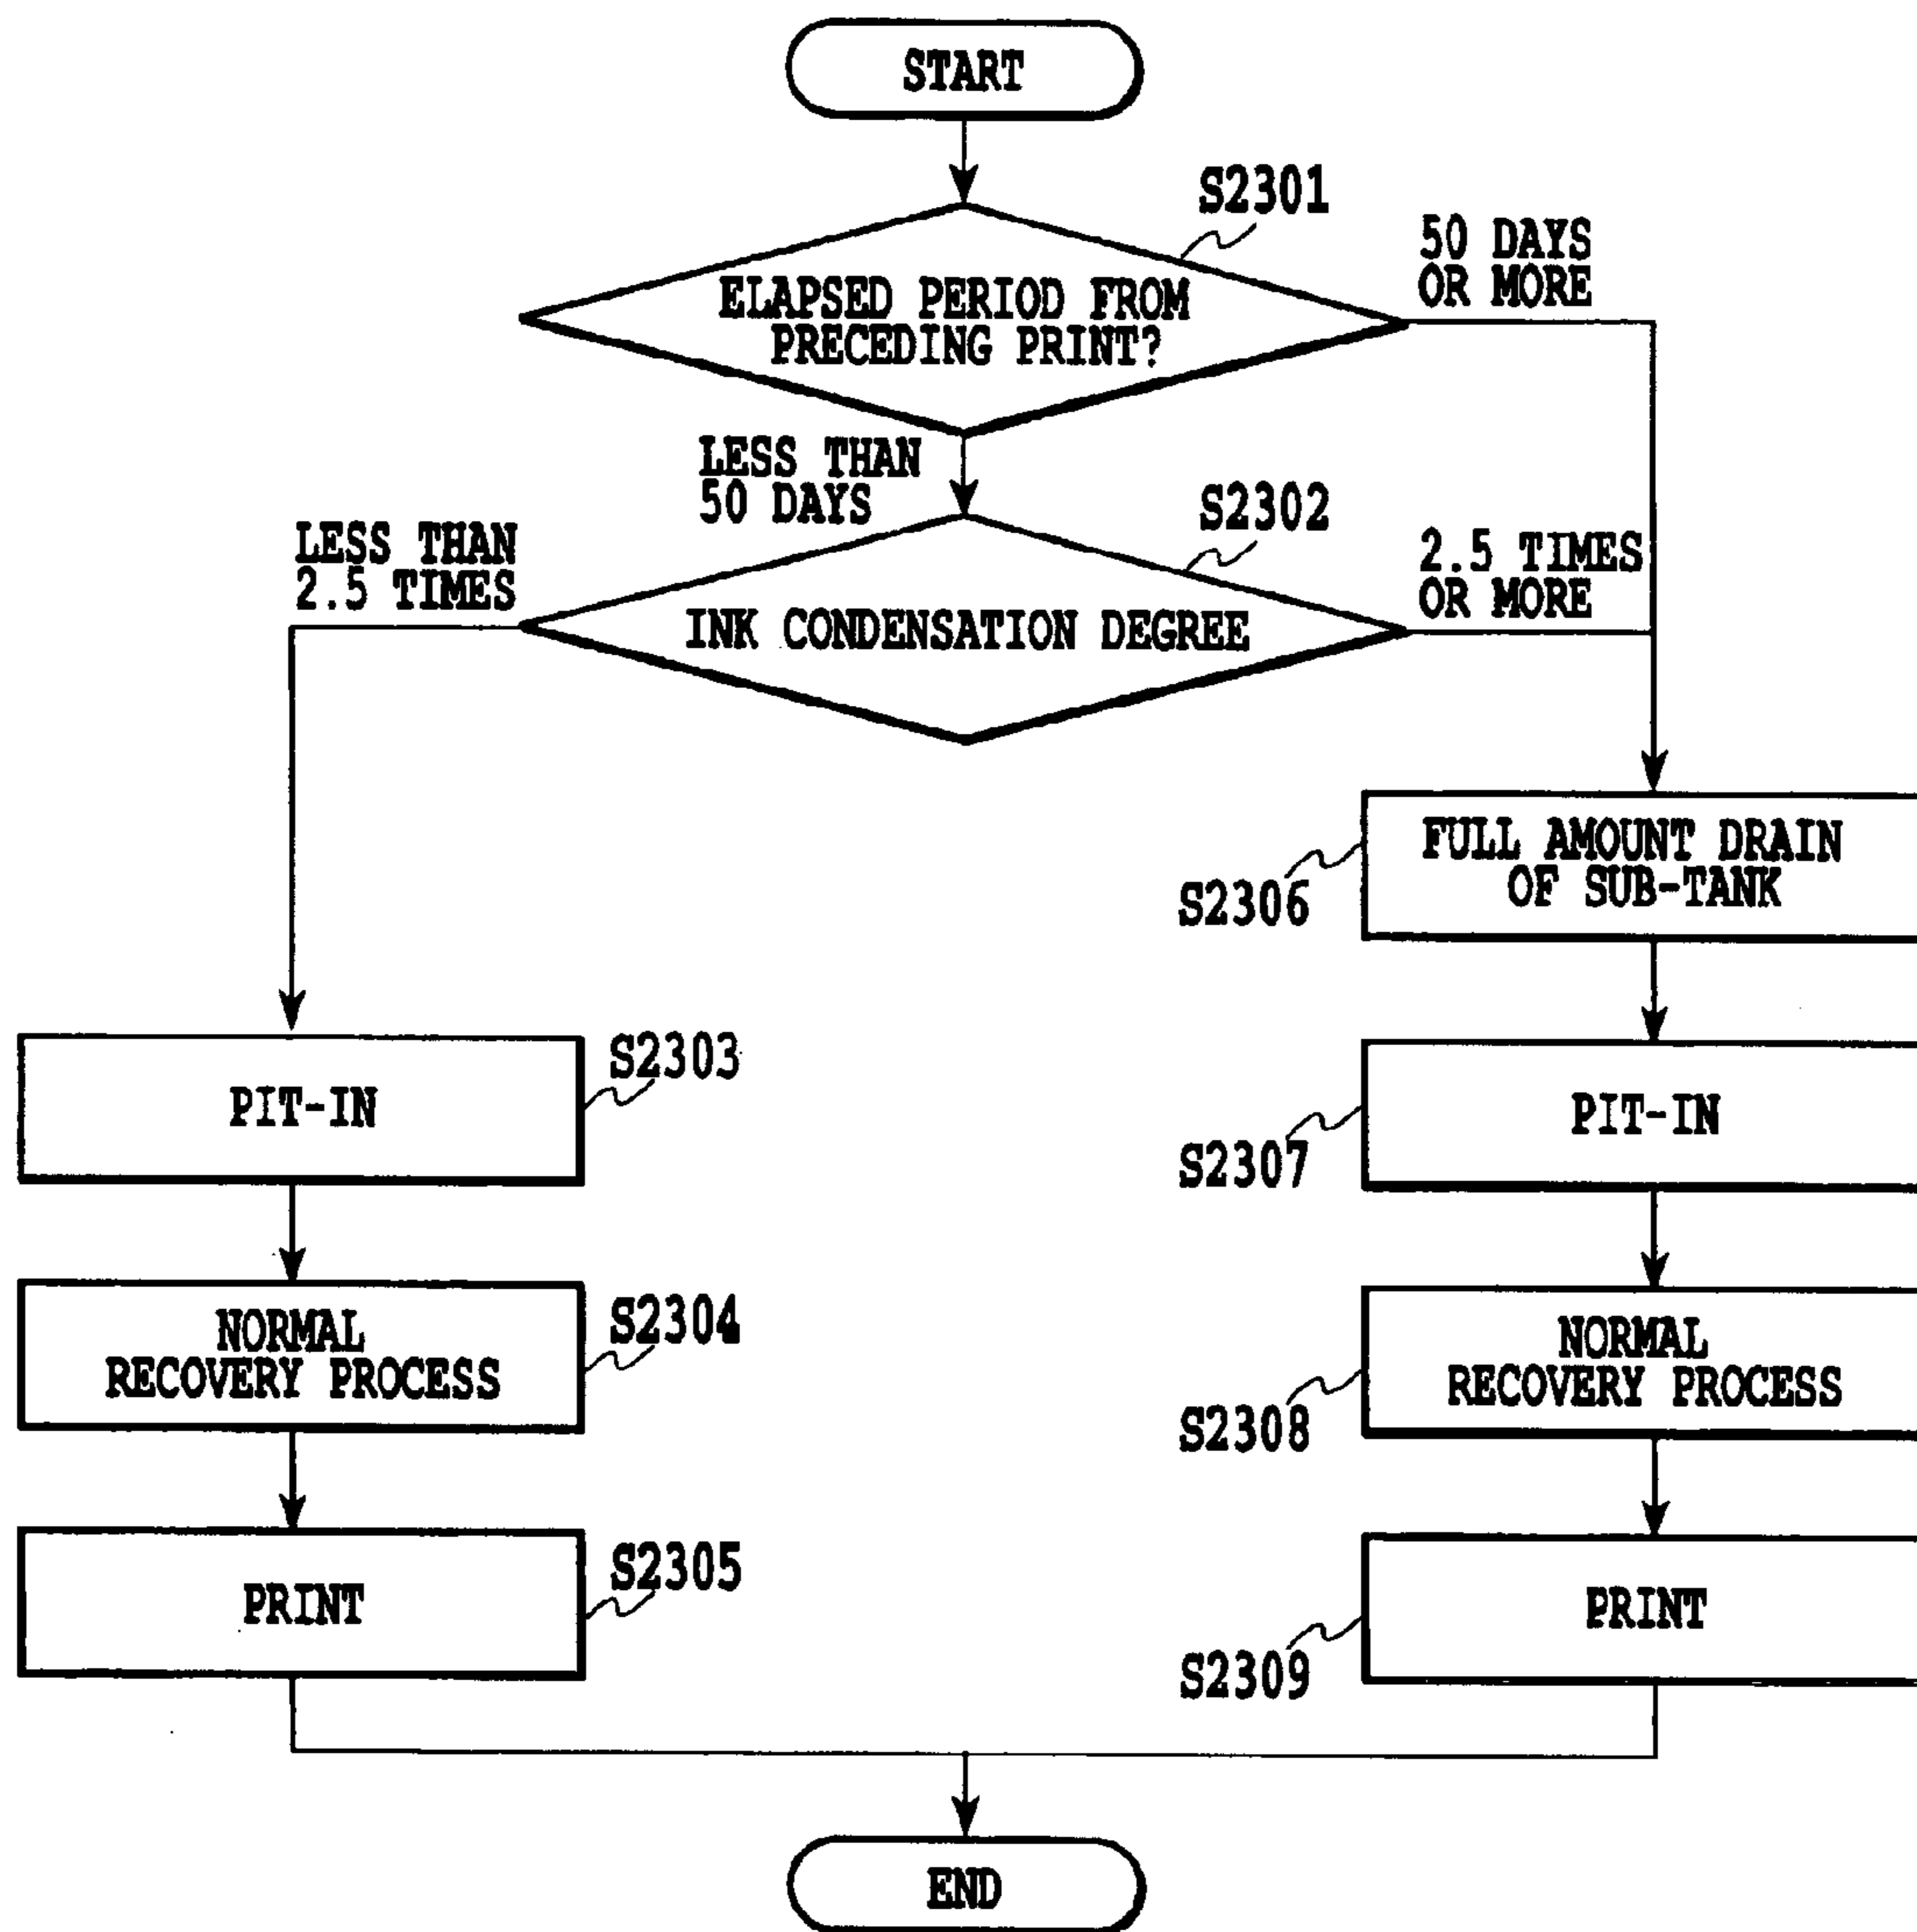 START
S2301
50 DAYS
OR MORE
ELAPSED PERIOD FROM
PRECEDING PRINT?
LESS THAN
50 DAYS
S2302
LESS THAN
2.5 TIMES
2.5 TIMES
OR MORE
INK CONDENSATION DEGREE
FULL AMOUNT DRAIN
OF SUB-TANK
S2306
S2303
PIT-IN
PIT-IN
S2307
S2304
NORMAL
RECOVERY PROCESS
NORMAL
RECOVERY PROCESS
S2308
S2305
PRINT
PRINT
S2309
END